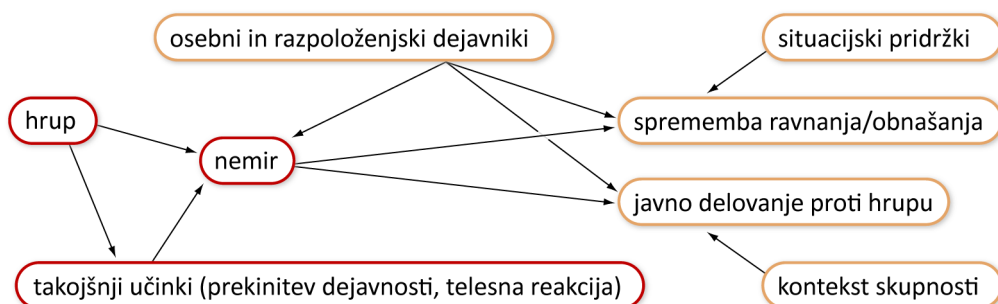 osebni in razpoloženjski dejavniki
situacijski pridržki
hrup
sprememba ravnanja/obnašanja
nemir
javno delovanje proti hrupu
takojšnji učinki (prekinitev dejavnosti, telesna reakcija)
kontekst skupnosti